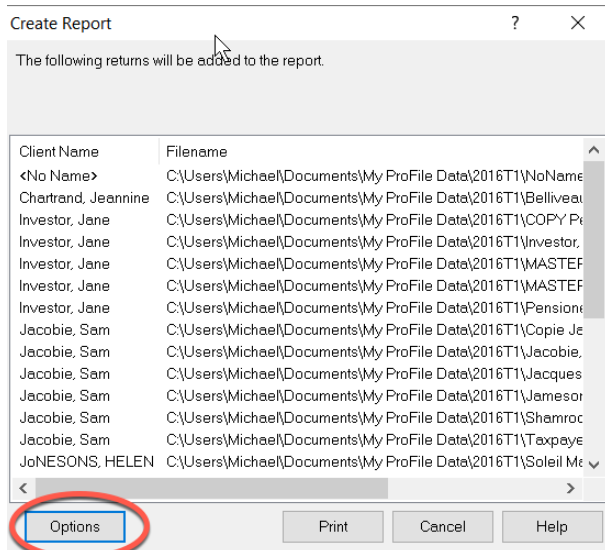 Create Report ? ×
The following returns will be added to the report.
Client Name Filename
<No Name> C:\Users\Michael\Documents\My ProFile Data\2016T1\NoName
Chartrand, Jeannine C:\Users\Michael\Documents\My ProFile Data\2016T1\Belliveau
Investor, Jane C:\Users\Michael\Documents\My ProFile Data\2016T1\COPY Pe
Investor, Jane C:\Users\Michael\Documents\My ProFile Data\2016T1\Investor,
Investor, Jane C:\Users\Michael\Documents\My ProFile Data\2016T1\MASTER
Investor, Jane C:\Users\Michael\Documents\My ProFile Data\2016T1\MASTER
Investor, Jane C:\Users\Michael\Documents\My ProFile Data\2016T1\Pensione
Jacobie, Sam C:\Users\Michael\Documents\My ProFile Data\2016T1\Copie Ja
Jacobie, Sam C:\Users\Michael\Documents\My ProFile Data\2016T1\Jacobie,
Jacobie, Sam C:\Users\Michael\Documents\My ProFile Data\2016T1\Jacques
Jacobie, Sam C:\Users\Michael\Documents\My ProFile Data\2016T1\Jameson
Jacobie, Sam C:\Users\Michael\Documents\My ProFile Data\2016T1\Shamroc
Jacobie, Sam C:\Users\Michael\Documents\My ProFile Data\2016T1\Taxpaye
JoNESONS, HELEN C:\Users\Michael\Documents\My ProFile Data\2016T1\Soleil Me
Options Print Cancel Help